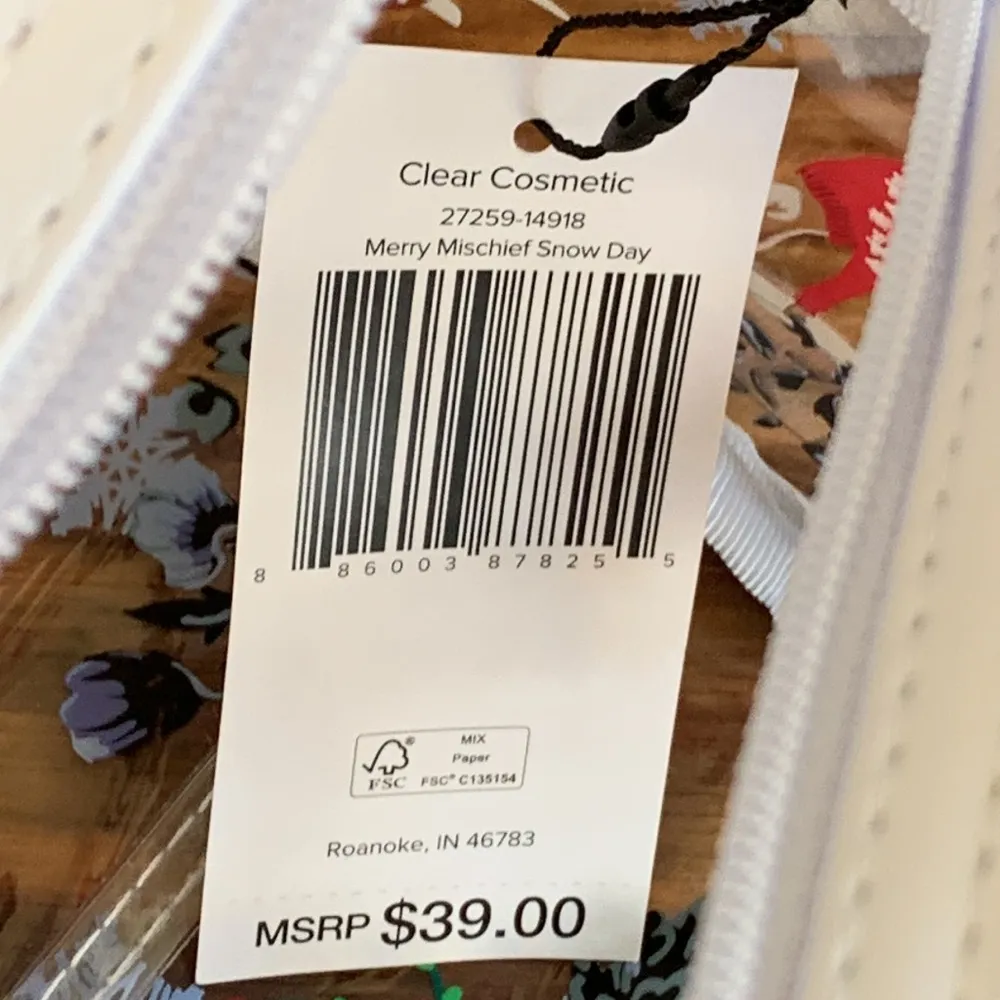 Clear Cosmetic
27259-14918
Merry Mischief Snow Day
8 86003 87825 5
MIX
Paper
FSC® FSC® C135154
Roanoke, IN 46783
MSRP $39.00